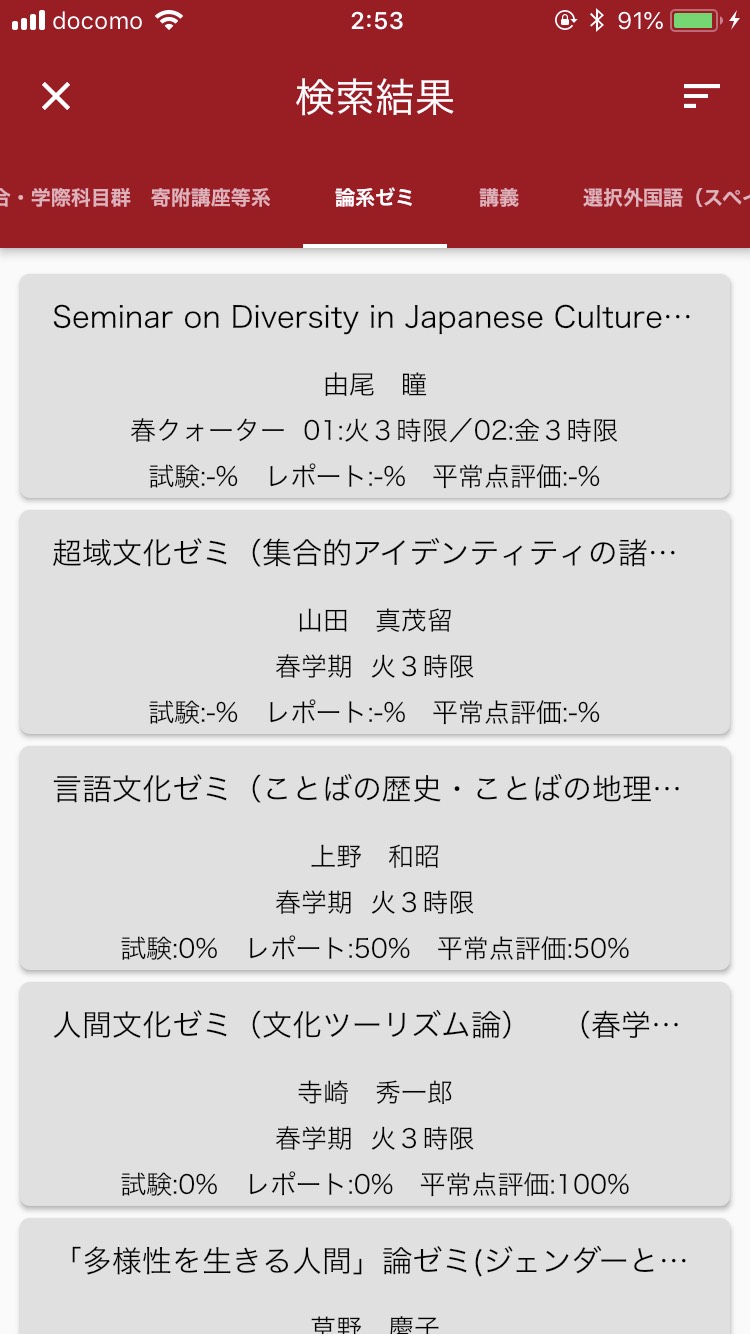 docomo 2:53 91%
検索結果
合・学際科目群 寄附講座等系 論系ゼミ 講義 選択外国語（スペイ
Seminar on Diversity in Japanese Culture…
由尾　瞳
春クォーター 01:火３時限／02:金３時限
試験:-%　レポート:-%　平常点評価:-%
超域文化ゼミ（集合的アイデンティティの諸…
山田　真茂留
春学期 火３時限
試験:-%　レポート:-%　平常点評価:-%
言語文化ゼミ（ことばの歴史・ことばの地理…
上野　和昭
春学期 火３時限
試験:0%　レポート:50%　平常点評価:50%
人間文化ゼミ（文化ツーリズム論）　（春学…
寺崎　秀一郎
春学期 火３時限
試験:0%　レポート:0%　平常点評価:100%
「多様性を生きる人間」論ゼミ(ジェンダーと…
草野　慶子